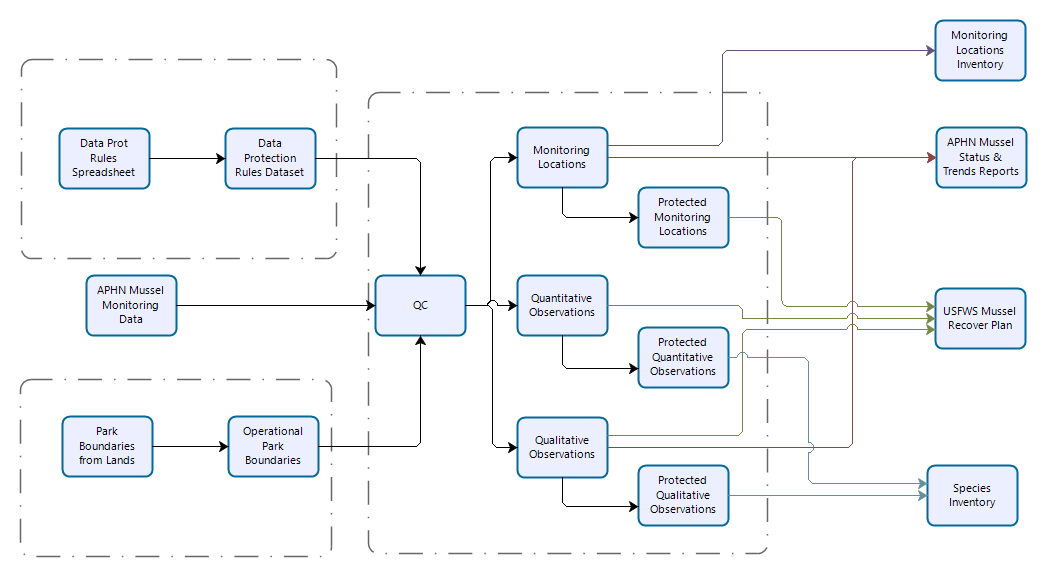 Monitoring
Locations
Inventory
Data Prot
Rules
Spreadsheet
Data
Protection
Rules Dataset
Monitoring
Locations
APHN Mussel
Status &
Trends Reports
Protected
Monitoring
Locations
APHN Mussel
Monitoring
Data
QC
Quantitative
Observations
USFWS Mussel
Recover Plan
Protected
Quantitative
Observations
Park
Boundaries
from Lands
Operational
Park
Boundaries
Qualitative
Observations
Protected
Qualitative
Observations
Species
Inventory